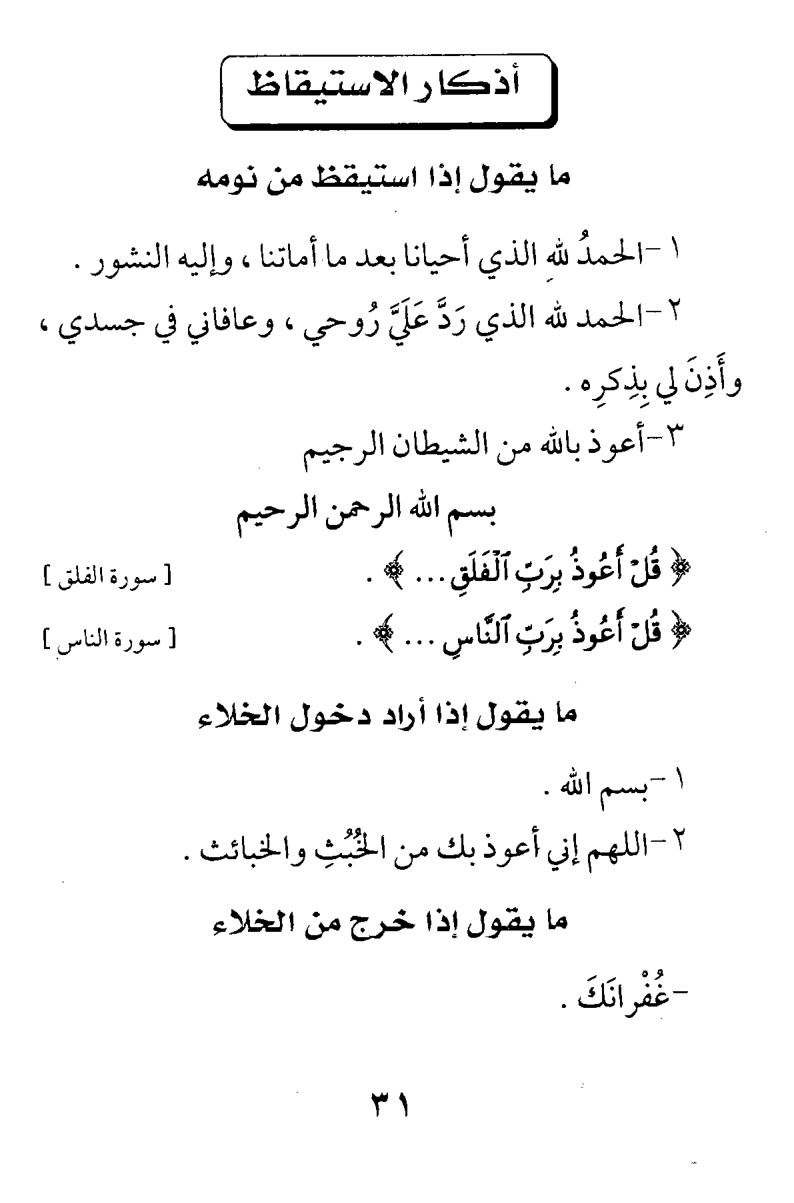 أذكار الاستيقاظ
ما يقول إذا استيقظ من نومه
١-الحمدُ للهِ الذي أحيانا بعد ما أماتنا ، وإليه النشور .
٢-الحمد لله الذي رَدَّ عَلَيَّ رُوحي ، وعافاني في جسدي ،
وأَذِنَ لي بِذِكرِه .
٣-أعوذ بالله من الشيطان الرجيم
بسم الله الرحمن الرحيم
﴿ قُلْ أَعُوذُ بِرَبِّ ٱلْفَلَقِ... ﴾ . [ سورة الفلق ]
﴿ قُلْ أَعُوذُ بِرَبِّ ٱلنَّاسِ ... ﴾ . [ سورة الناس ]
ما يقول إذا أراد دخول الخلاء
١-بسم الله .
٢-اللهم إني أعوذ بك من الخُبُثِ والخبائث .
ما يقول إذا خرج من الخلاء
-غُفْرانَكَ .
٣١